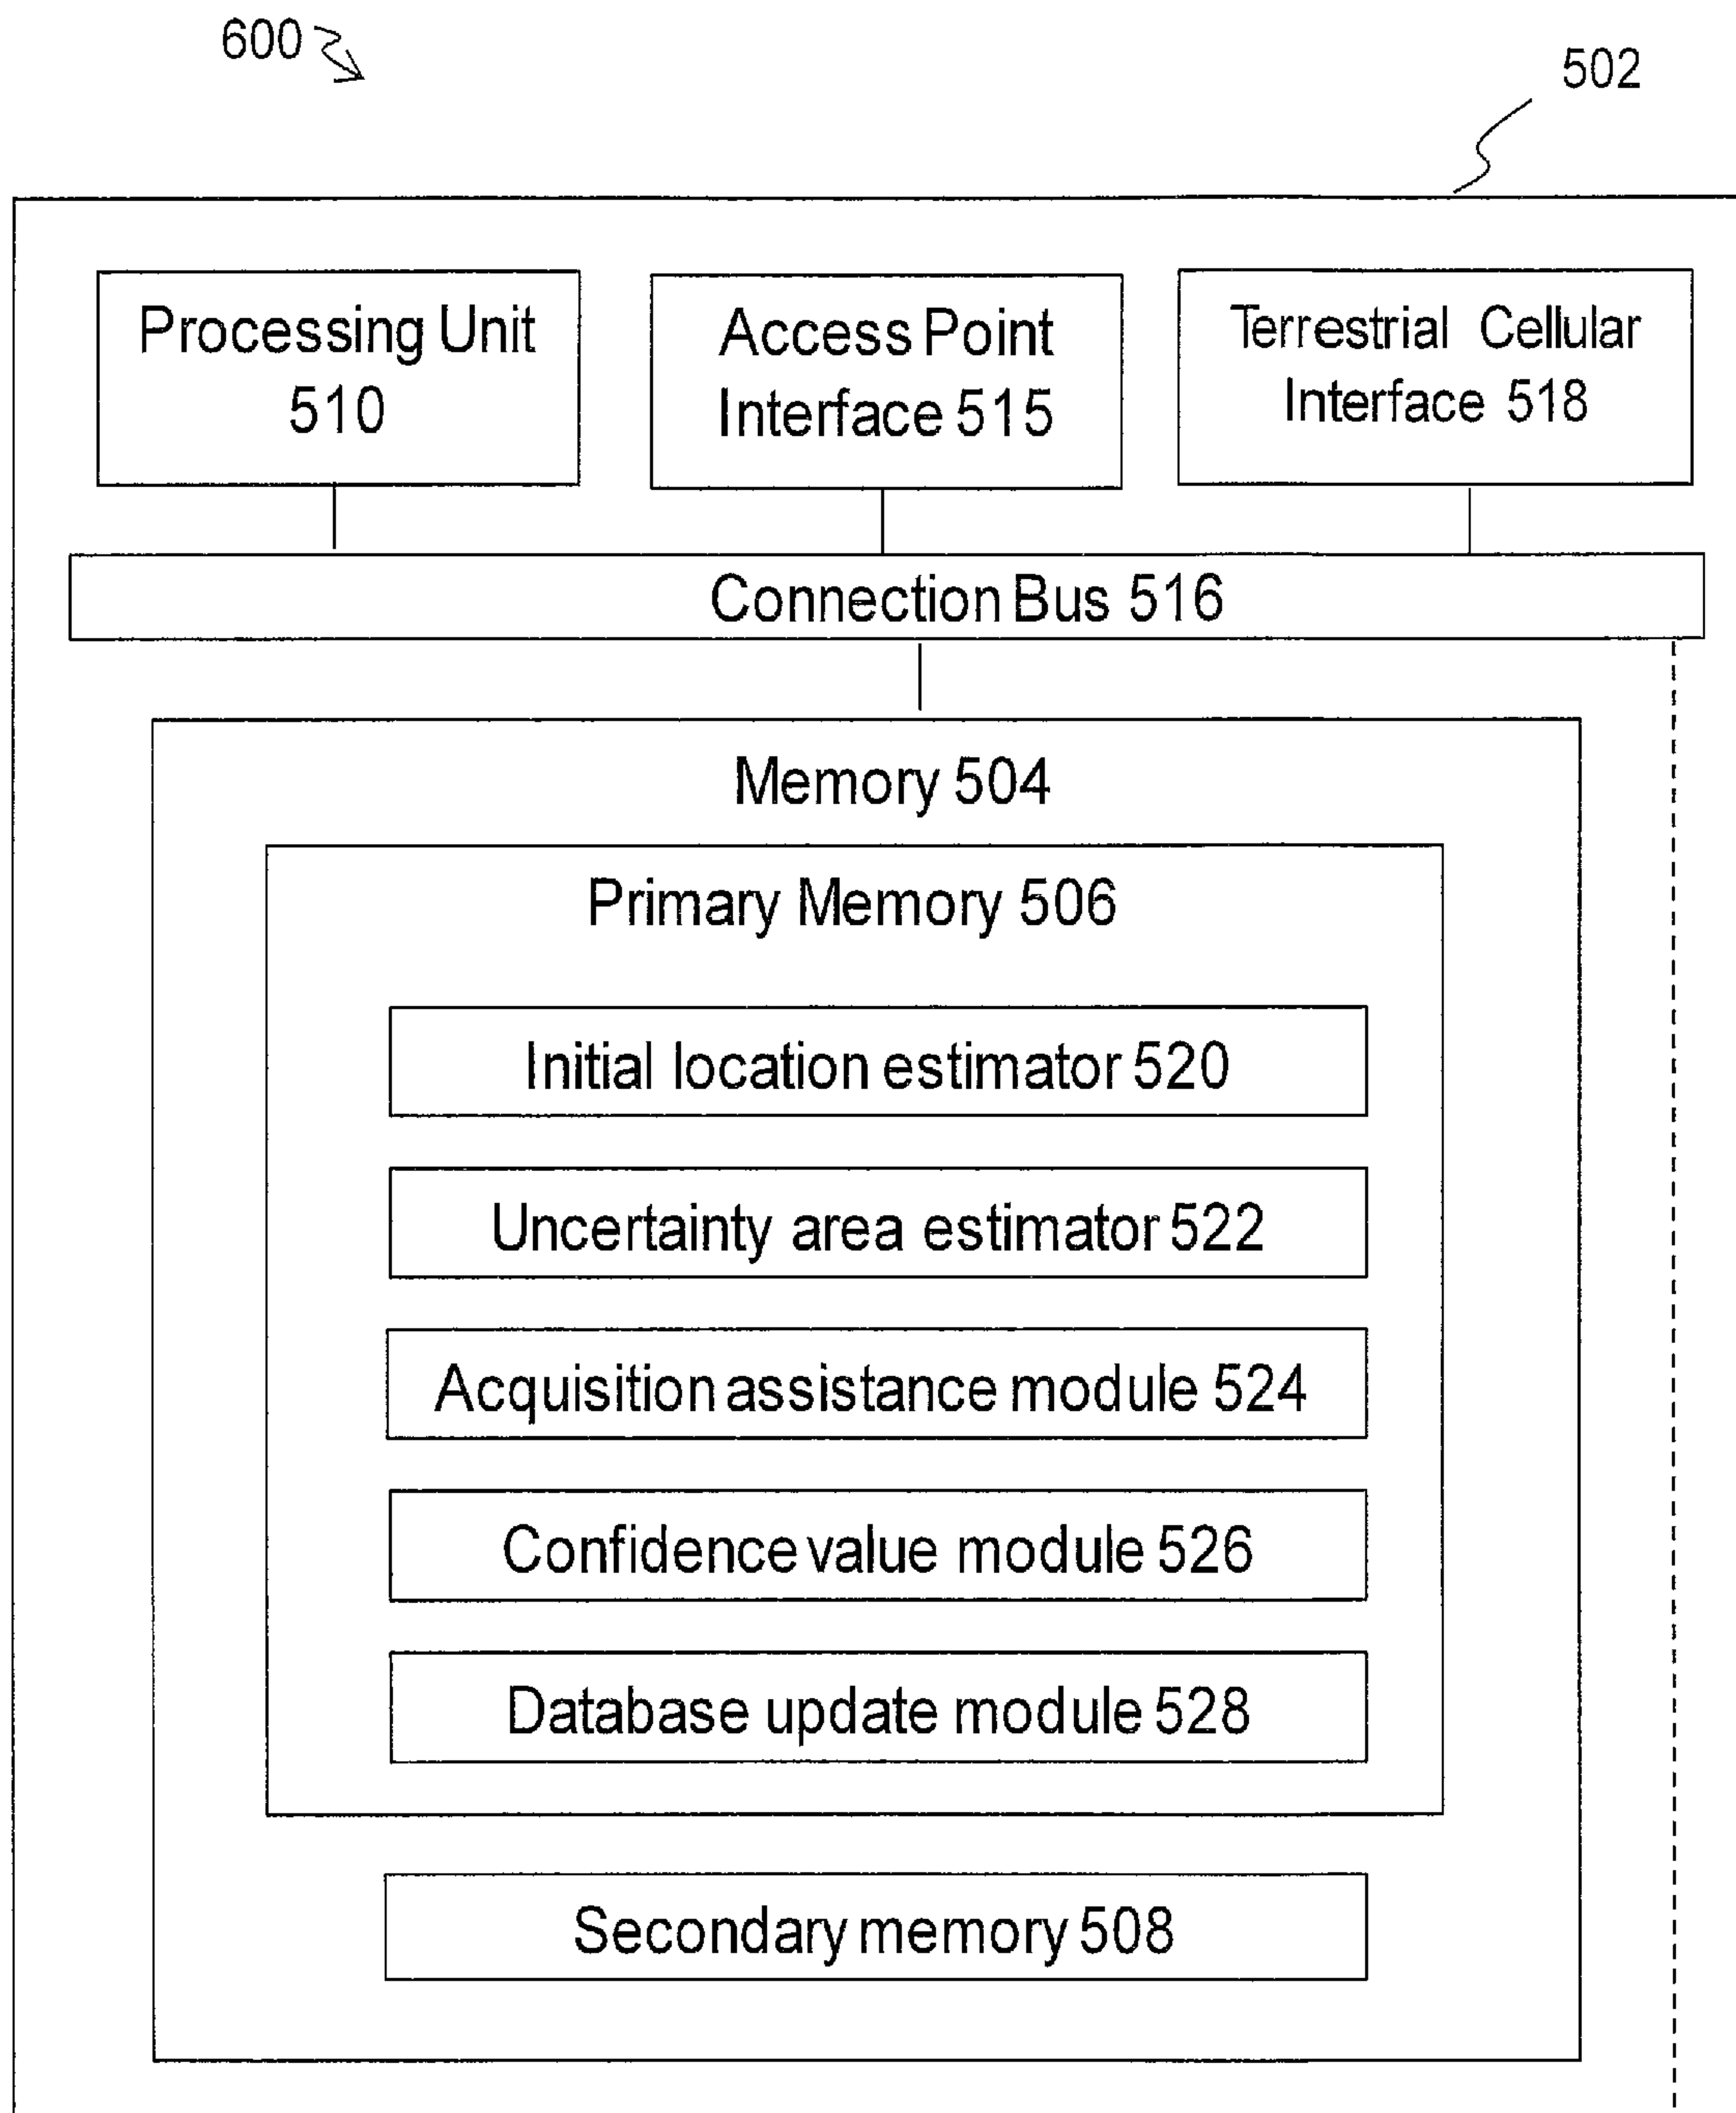 600
502
Processing Unit
510
Access Point
Interface 515
Terrestrial Cellular
Interface 518
Connection Bus 516
Memory 504
Primary Memory 506
Initial location estimator 520
Uncertainty area estimator 522
Acquisition assistance module 524
Confidence value module 526
Database update module 528
Secondary memory 508